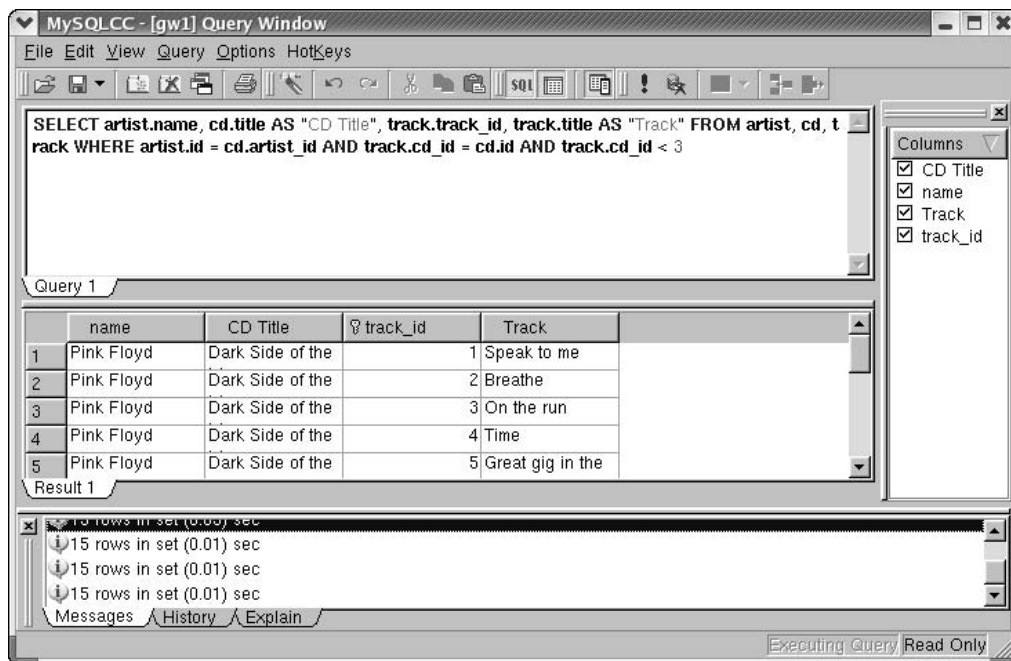 MySQLCC - [gw1] Query Window
File Edit View Query Options HotKeys
SQL
SELECT artist.name, cd.title AS "CD Title", track.track_id, track.title AS "Track" FROM artist, cd, t
rack WHERE artist.id = cd.artist_id AND track.cd_id = cd.id AND track.cd_id < 3
Query 1
Columns
CD Title
name
Track
track_id
name CD Title track_id Track
1 Pink Floyd Dark Side of the 1 Speak to me
2 Pink Floyd Dark Side of the 2 Breathe
3 Pink Floyd Dark Side of the 3 On the run
4 Pink Floyd Dark Side of the 4 Time
5 Pink Floyd Dark Side of the 5 Great gig in the
Result 1
rows in set sec
15 rows in set (0.01) sec
15 rows in set (0.01) sec
15 rows in set (0.01) sec
Messages History Explain
Executing Query Read Only